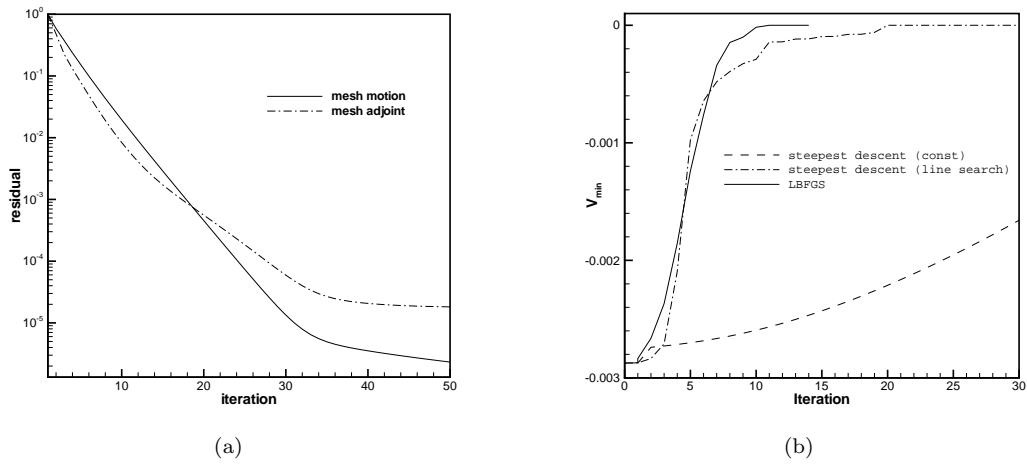 10⁰
10⁻¹
10⁻²
10⁻³
10⁻⁴
10⁻⁵
residual
mesh motion
mesh adjoint
10 20 30 40 50
iteration
(a)
0
-0.001
-0.002
-0.003
V_min
steepest descent (const)
steepest descent (line search)
LBFGS
0 5 10 15 20 25 30
Iteration
(b)